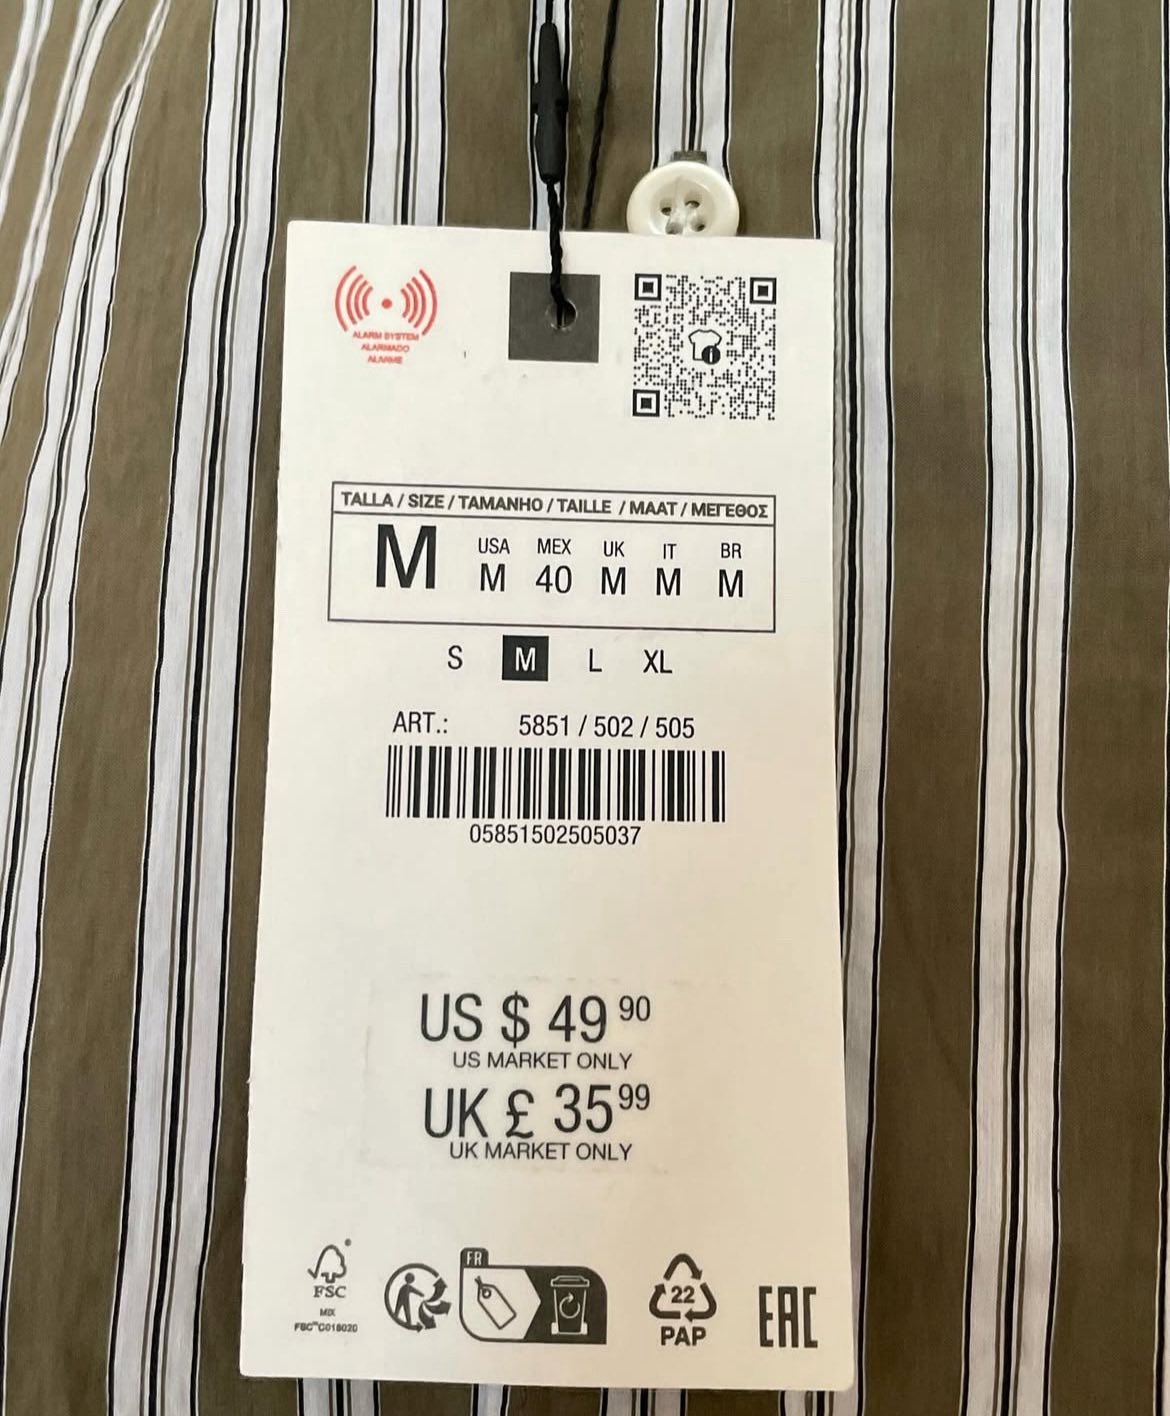 ALARM SYSTEM
ALARMADO
ALARME
TALLA / SIZE / TAMANHO / TAILLE / MAAT / ΜΕΓΕΘΟΣ
M
USA MEX UK IT BR
M 40 M M M
S M L XL
ART.: 5851 / 502 / 505
05851502505037
US $ 49 90
US MARKET ONLY
UK £ 35 99
UK MARKET ONLY
FSC
MIX
FSC™ C018020
FR
22
PAP
EAC